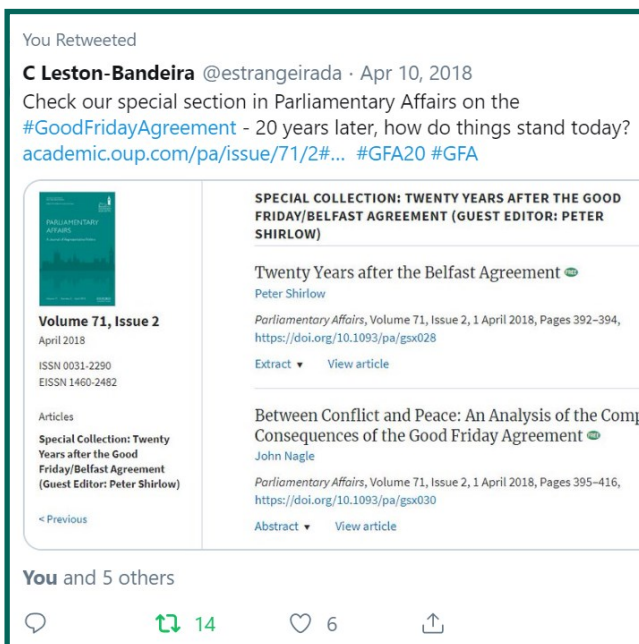 You Retweeted
C Leston-Bandeira @estrangeirada · Apr 10, 2018
Check our special section in Parliamentary Affairs on the
#GoodFridayAgreement - 20 years later, how do things stand today?
academic.oup.com/pa/issue/71/2#... #GFA20 #GFA
PARLIAMENTARY
AFFAIRS
Volume 71, Issue 2
April 2018
ISSN 0031-2290
EISSN 1460-2482
Articles
Special Collection: Twenty
Years after the Good
Friday/Belfast Agreement
(Guest Editor: Peter Shirlow)
< Previous
SPECIAL COLLECTION: TWENTY YEARS AFTER THE GOOD
FRIDAY/BELFAST AGREEMENT (GUEST EDITOR: PETER
SHIRLOW)
Twenty Years after the Belfast Agreement
Peter Shirlow
Parliamentary Affairs, Volume 71, Issue 2, 1 April 2018, Pages 392–394,
https://doi.org/10.1093/pa/gsx028
Extract ▾ View article
Between Conflict and Peace: An Analysis of the Comp
Consequences of the Good Friday Agreement
John Nagle
Parliamentary Affairs, Volume 71, Issue 2, 1 April 2018, Pages 395–416,
https://doi.org/10.1093/pa/gsx030
Abstract ▾ View article
You and 5 others
14 6